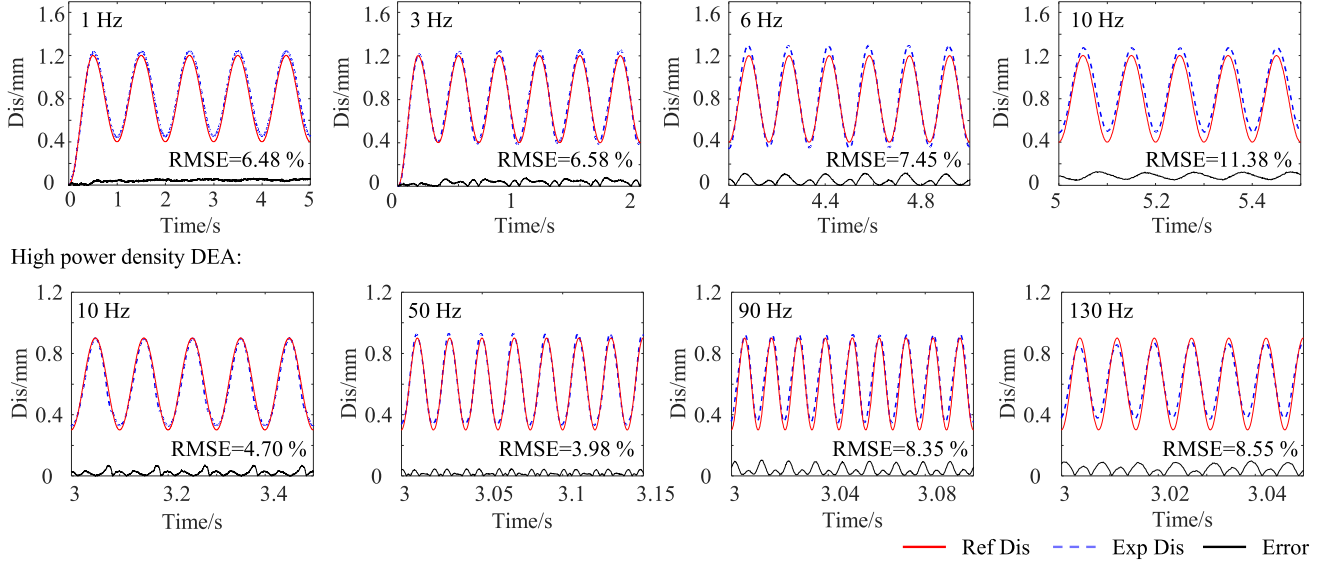 1.6
1.2
0.8
0.4
0
Dis/mm
1 Hz
RMSE=6.48 %
0 1 2 3 4 5
Time/s
1.6
1.2
0.8
0.4
0
Dis/mm
3 Hz
RMSE=6.58 %
0 1 2
Time/s
1.6
1.2
0.8
0.4
0
Dis/mm
6 Hz
RMSE=7.45 %
4 4.4 4.8
Time/s
1.6
1.2
0.8
0.4
0
Dis/mm
10 Hz
RMSE=11.38 %
5 5.2 5.4
Time/s
High power density DEA:
1.2
0.8
0.4
0
Dis/mm
10 Hz
RMSE=4.70 %
3 3.2 3.4
Time/s
1.2
0.8
0.4
0
Dis/mm
50 Hz
RMSE=3.98 %
3 3.05 3.1 3.15
Time/s
1.2
0.8
0.4
0
Dis/mm
90 Hz
RMSE=8.35 %
3 3.04 3.08
Time/s
1.2
0.8
0.4
0
Dis/mm
130 Hz
RMSE=8.55 %
3 3.02 3.04
Time/s
Ref Dis Exp Dis Error